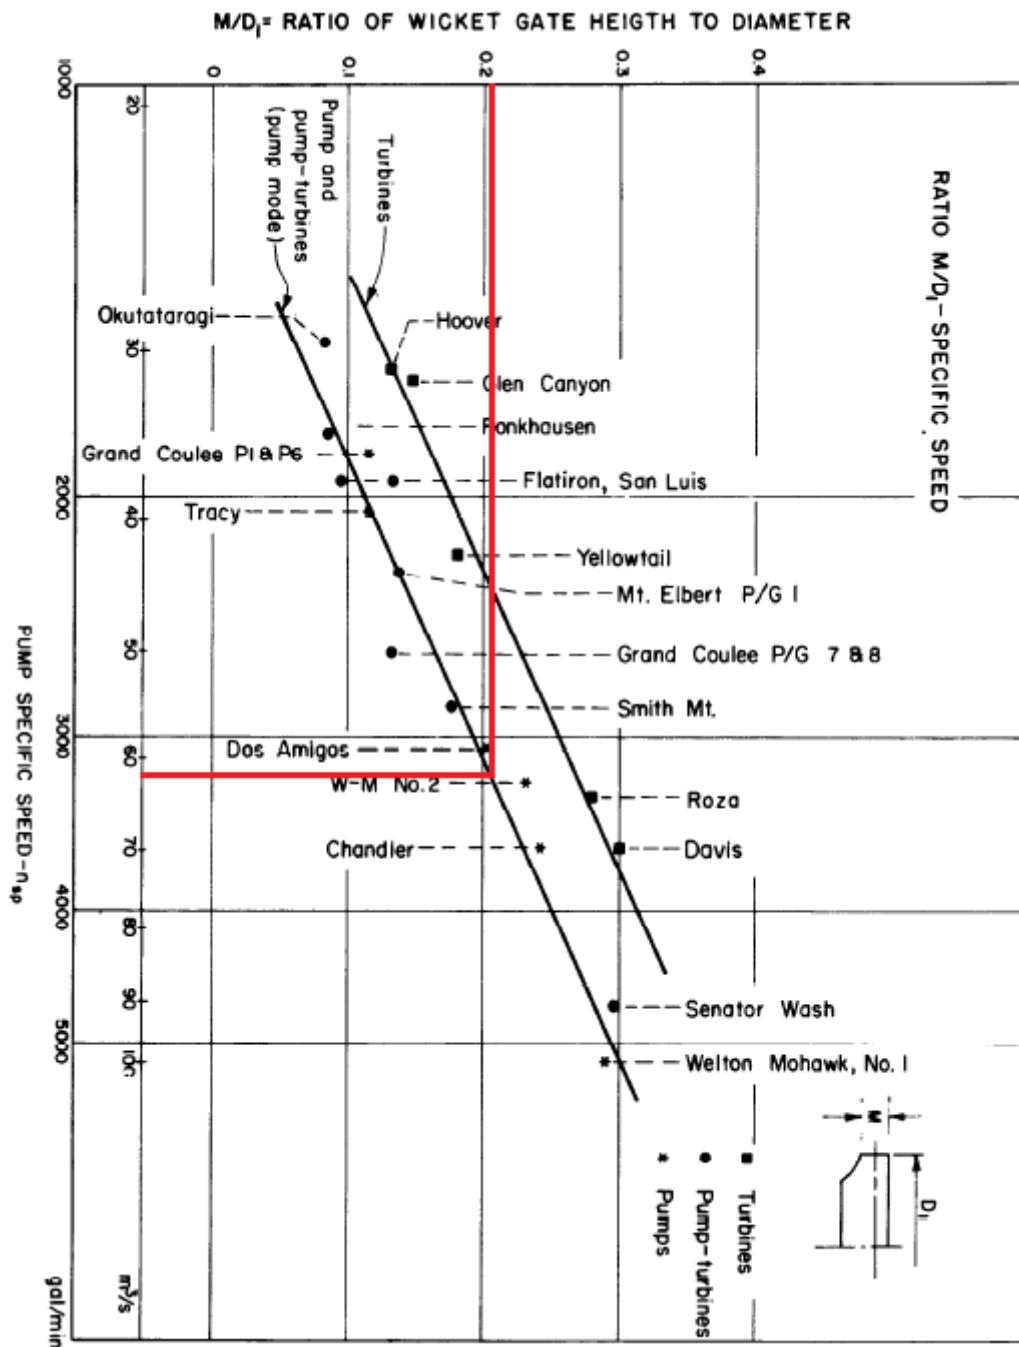 M/D₁= RATIO OF WICKET GATE HEIGTH TO DIAMETER
0
0.1
0.2
0.3
0.4
1000
2000
3000
4000
5000
gal/min
20
30
40
50
60
70
80
90
100
m³/s
PUMP SPECIFIC SPEED-nsp
RATIO M/D₁-SPECIFIC SPEED
Pump and
pump-turbines
(pump mode)
Turbines
Okutataragi
Hoover
Glen Canyon
Ronkhausen
Grand Coulee P1 & P6
Flatiron, San Luis
Tracy
Yellowtail
Mt. Elbert P/G 1
Grand Coulee P/G 7 & 8
Smith Mt.
Dos Amigos
W-M No. 2
Roza
Chandler
Davis
Senator Wash
Welton Mohawk, No. 1
M
D₁
Turbines
Pump-turbines
Pumps